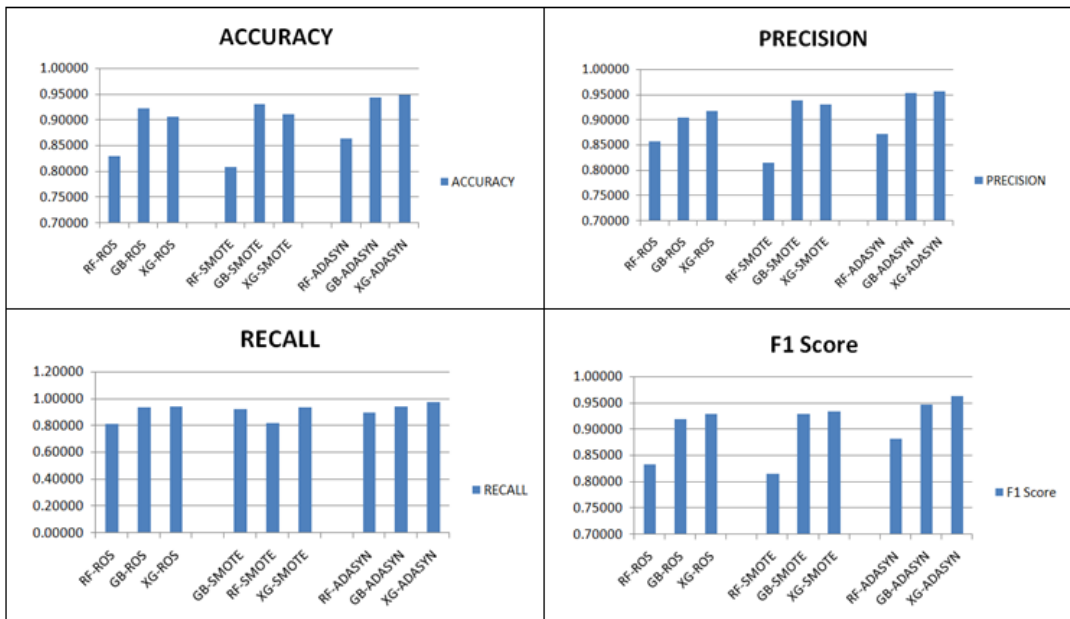 ACCURACY
1.00000
0.95000
0.90000
0.85000
0.80000
0.75000
0.70000
RF-ROS
GB-ROS
XG-ROS
RF-SMOTE
GB-SMOTE
XG-SMOTE
RF-ADASYN
GB-ADASYN
XG-ADASYN
ACCURACY
PRECISION
1.00000
0.95000
0.90000
0.85000
0.80000
0.75000
0.70000
RF-ROS
GB-ROS
XG-ROS
RF-SMOTE
GB-SMOTE
XG-SMOTE
RF-ADASYN
GB-ADASYN
XG-ADASYN
PRECISION
RECALL
1.20000
1.00000
0.80000
0.60000
0.40000
0.20000
0.00000
RF-ROS
GB-ROS
XG-ROS
GB-SMOTE
RF-SMOTE
XG-SMOTE
RF-ADASYN
GB-ADASYN
XG-ADASYN
RECALL
F1 Score
1.00000
0.95000
0.90000
0.85000
0.80000
0.75000
0.70000
RF-ROS
GB-ROS
XG-ROS
RF-SMOTE
GB-SMOTE
XG-SMOTE
RF-ADASYN
GB-ADASYN
XG-ADASYN
F1 Score